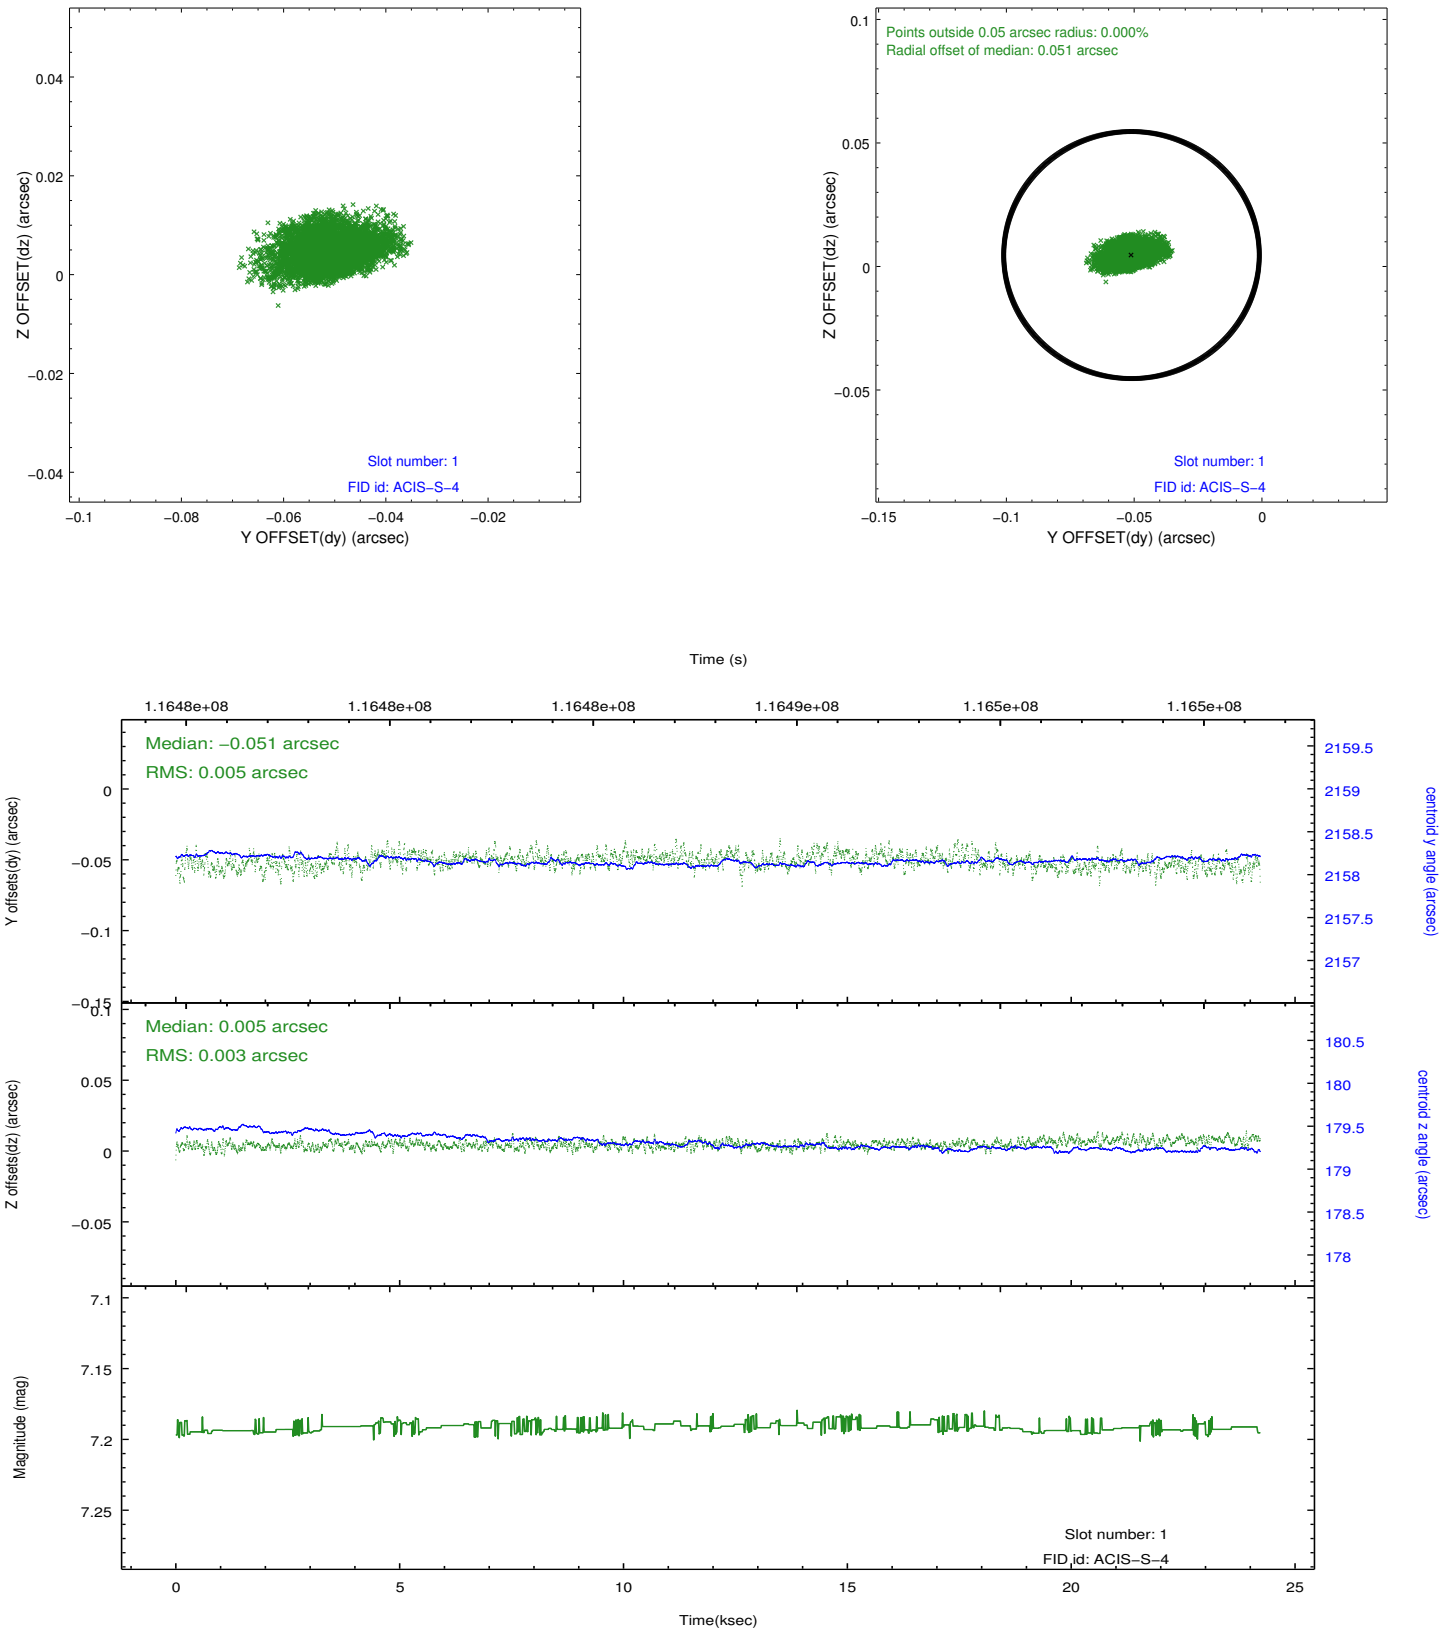 0.04
0.02
0
−0.02
−0.04
Z OFFSET(dz) (arcsec)
Slot number: 1
FID id: ACIS−S−4
−0.1
−0.08
−0.06
−0.04
−0.02
Y OFFSET(dy) (arcsec)
0.1
0.05
0
−0.05
Z OFFSET(dz) (arcsec)
Points outside 0.05 arcsec radius: 0.000%
Radial offset of median: 0.051 arcsec
Slot number: 1
FID id: ACIS−S−4
−0.15
−0.1
−0.05
0
Y OFFSET(dy) (arcsec)
Time (s)
1.1648e+08
1.1648e+08
1.1648e+08
1.1649e+08
1.165e+08
1.165e+08
Median: −0.051 arcsec
RMS: 0.005 arcsec
0
−0.05
−0.1
−0.15
Y offsets(dy) (arcsec)
2159.5
2159
2158.5
2158
2157.5
2157
centroid y angle (arcsec)
Median: 0.005 arcsec
RMS: 0.003 arcsec
0.1
0.05
0
−0.05
Z offsets(dz) (arcsec)
180.5
180
179.5
179
178.5
178
centroid z angle (arcsec)
7.1
7.15
7.2
7.25
Magnitude (mag)
Slot number: 1
FID id: ACIS−S−4
0
5
10
15
20
25
Time(ksec)